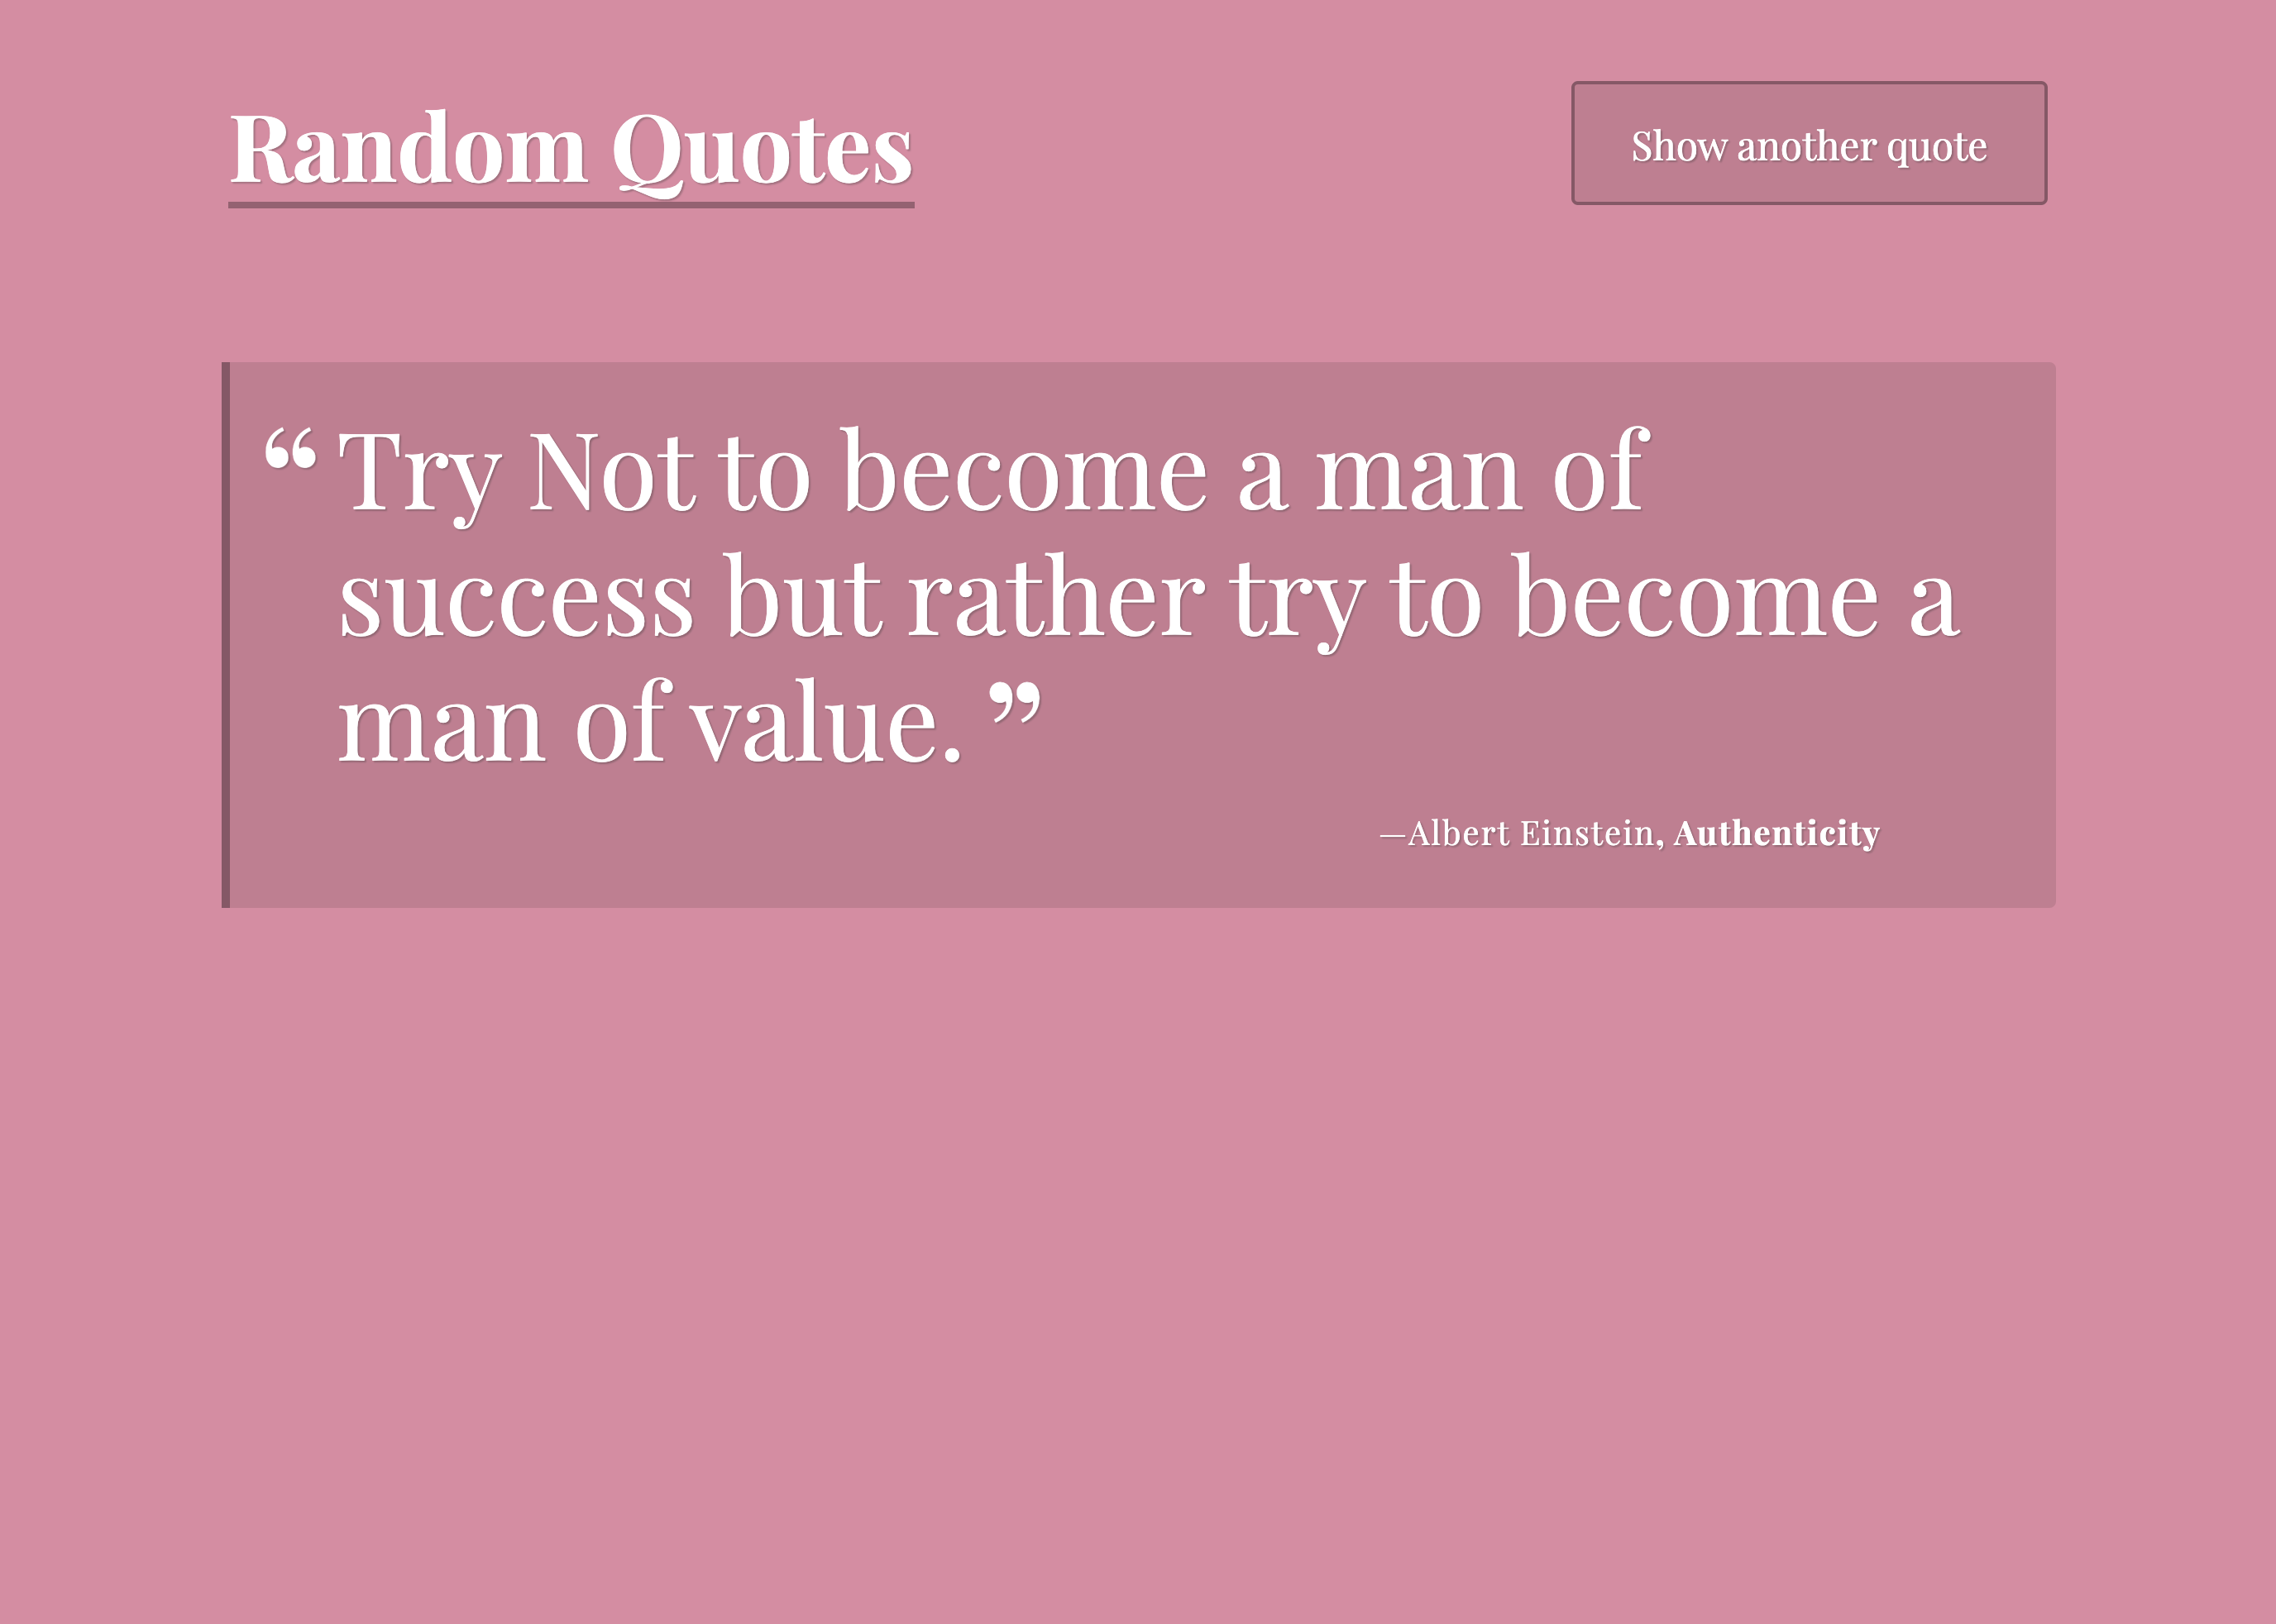 Random Quotes
Show another quote
“Try Not to become a man of
success but rather try to become a
man of value.”
—Albert Einstein, Authenticity